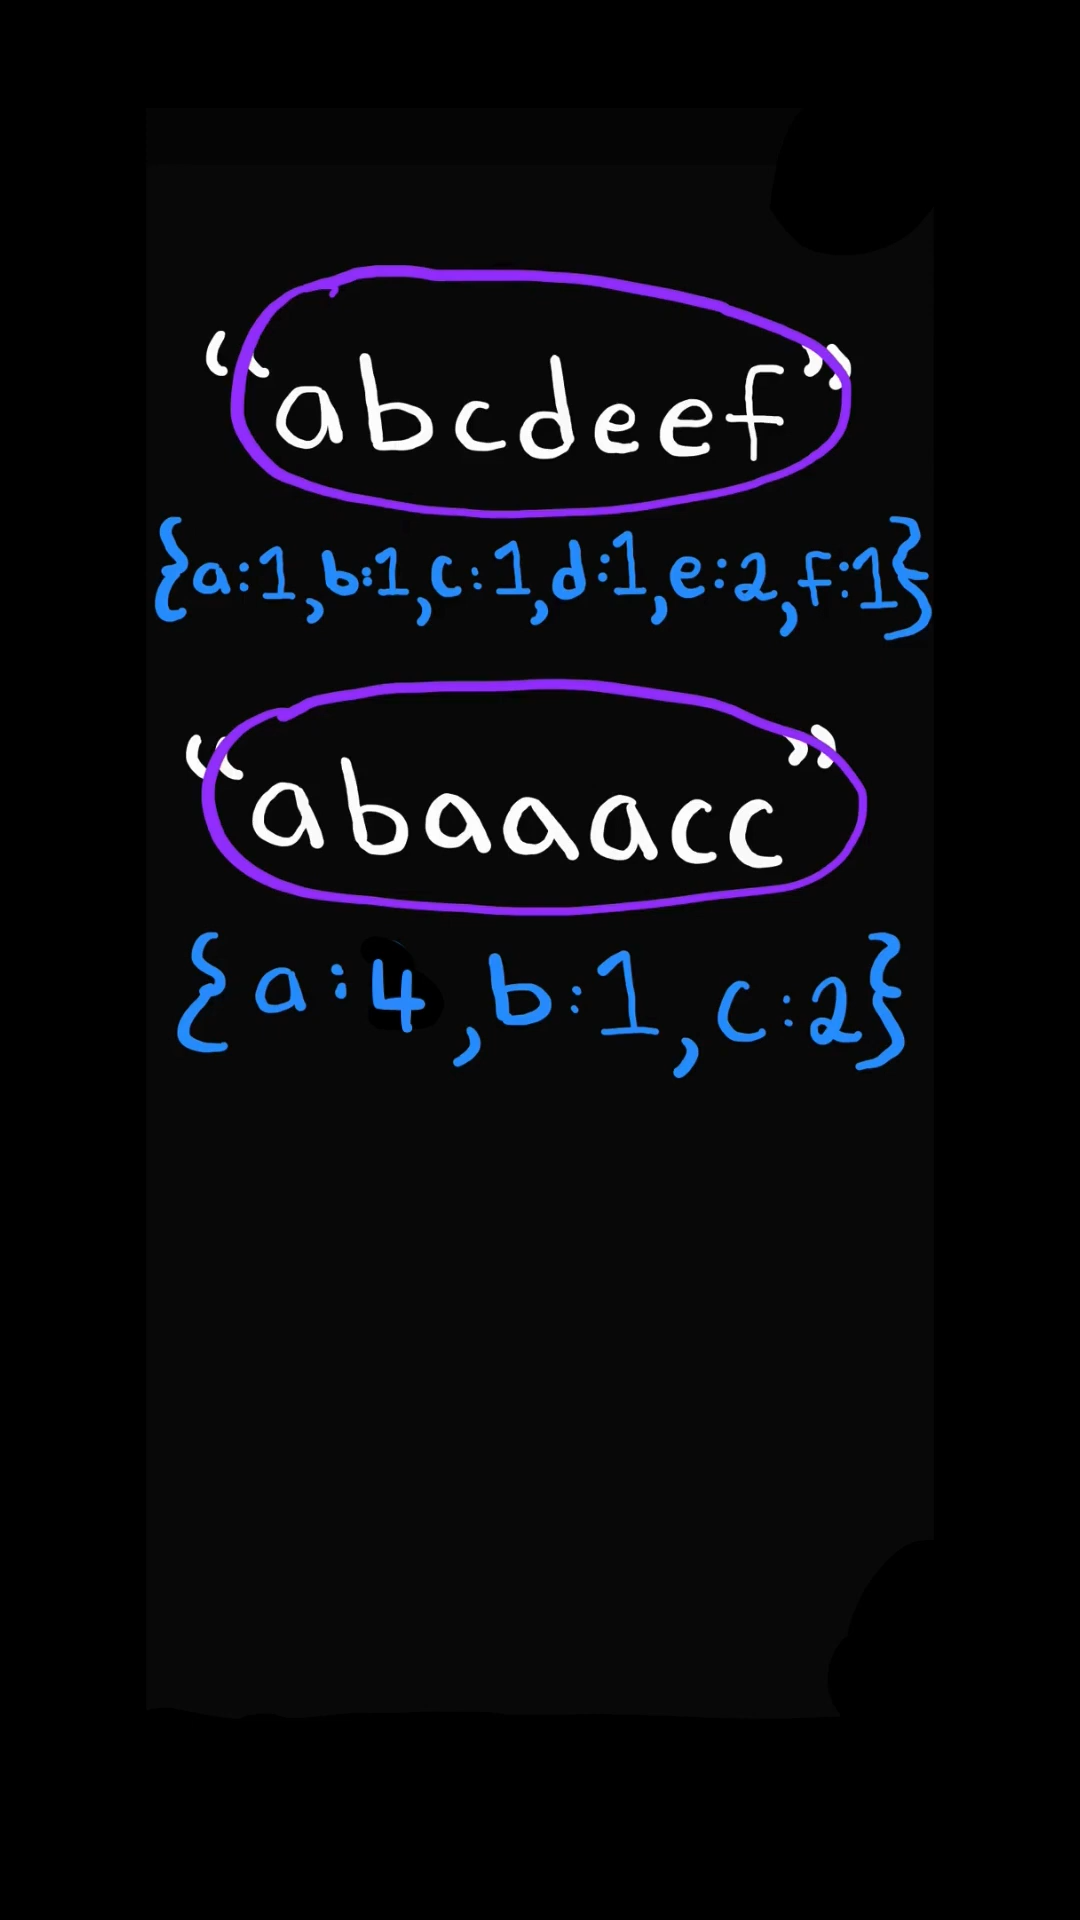 “abcdeef”
{a:1,b:1,c:1,d:1,e:2,f:1}
“abaaacc”
{a:4,b:1,c:2}